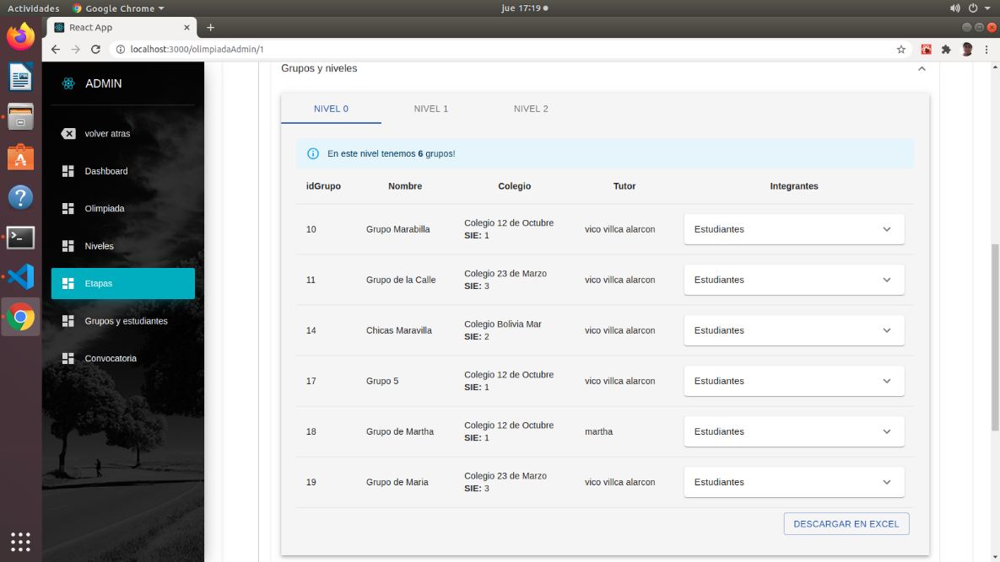 Actividades
Google Chrome
jue 17:19
React App
localhost:3000/olimpiadaAdmin/1
ADMIN
volver atras
Dashboard
Olimpiada
Niveles
Etapas
Grupos y estudiantes
Convocatoria
Grupos y niveles
NIVEL 0 NIVEL 1 NIVEL 2
En este nivel tenemos 6 grupos!
idGrupo Nombre Colegio Tutor Integrantes
10 Grupo Marabilla Colegio 12 de Octubre SIE: 1 vico villca alarcon Estudiantes
11 Grupo de la Calle Colegio 23 de Marzo SIE: 3 vico villca alarcon Estudiantes
14 Chicas Maravilla Colegio Bolivia Mar SIE: 2 vico villca alarcon Estudiantes
17 Grupo 5 Colegio 12 de Octubre SIE: 1 vico villca alarcon Estudiantes
18 Grupo de Martha Colegio 12 de Octubre SIE: 1 martha Estudiantes
19 Grupo de Maria Colegio 23 de Marzo SIE: 3 vico villca alarcon Estudiantes
DESCARGAR EN EXCEL